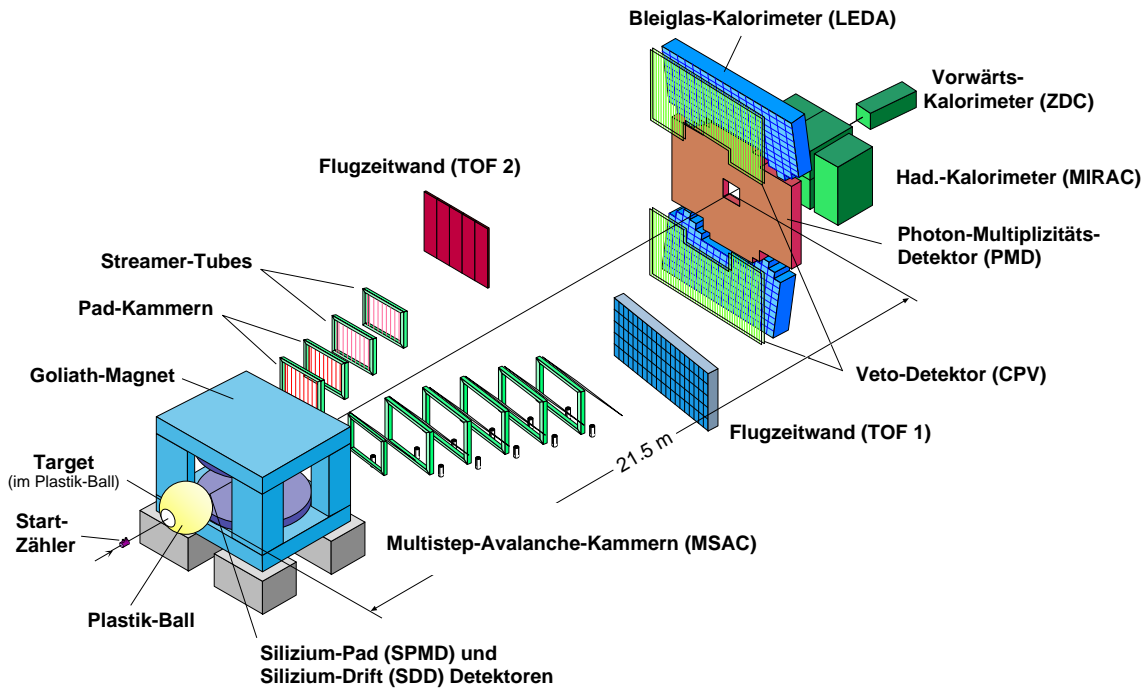 Bleiglas-Kalorimeter (LEDA)
Vorwärts-
Kalorimeter (ZDC)
Flugzeitwand (TOF 2)
Had.-Kalorimeter (MIRAC)
Photon-Multiplizitäts-
Detektor (PMD)
Streamer-Tubes
Pad-Kammern
Goliath-Magnet
Veto-Detektor (CPV)
Flugzeitwand (TOF 1)
21.5 m
Target
(im Plastik-Ball)
Start-
Zähler
Multistep-Avalanche-Kammern (MSAC)
Plastik-Ball
Silizium-Pad (SPMD) und
Silizium-Drift (SDD) Detektoren